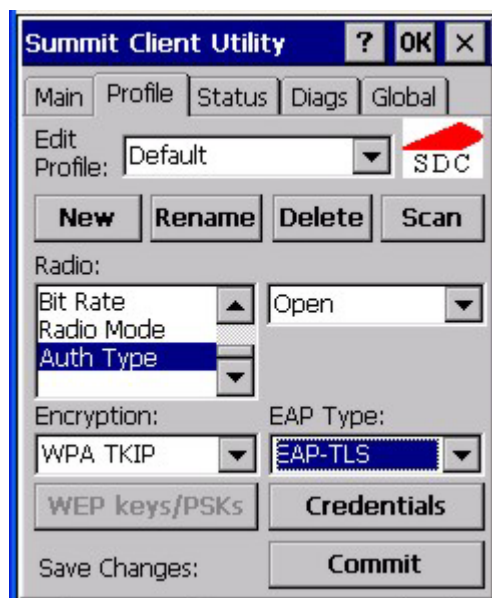 Summit Client Utility ? OK ×
Main Profile Status Diags Global
Edit
Profile: Default
SDC
New Rename Delete Scan
Radio:
Bit Rate
Radio Mode
Auth Type
Open
Encryption: EAP Type:
WPA TKIP EAP-TLS
WEP keys/PSKs Credentials
Save Changes: Commit